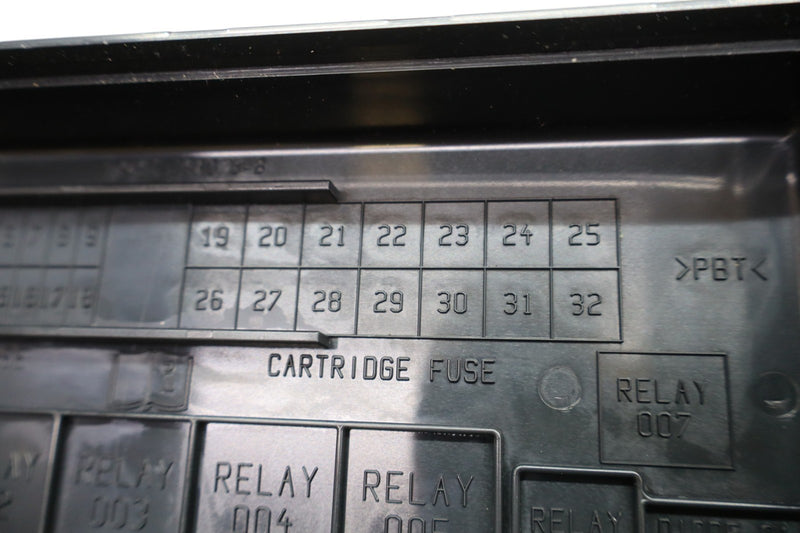 19 20 21 22 23 24 25
>PBT<
26 27 28 29 30 31 32
CARTRIDGE FUSE
RELAY
007
RELAY
003
RELAY
004
RELAY
005
RELAY